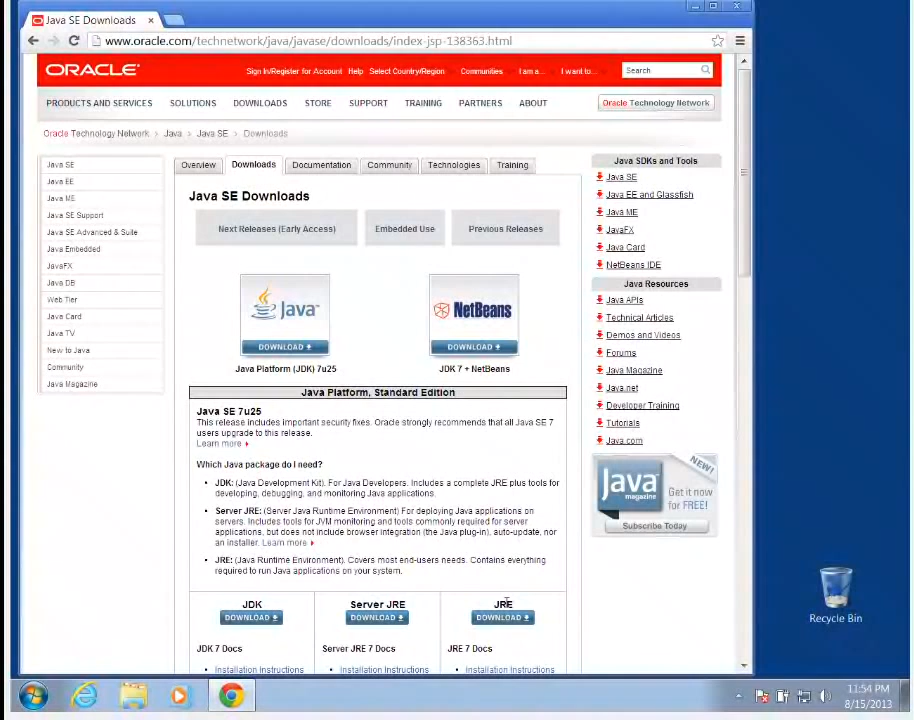 Java SE Downloads
www.oracle.com/technetwork/java/javase/downloads/index-jsp-138363.html
ORACLE
Sign In/Register for Account Help Select Country/Region Communities I am a... I want to... Search
PRODUCTS AND SERVICES SOLUTIONS DOWNLOADS STORE SUPPORT TRAINING PARTNERS ABOUT Oracle Technology Network
Oracle Technology Network > Java > Java SE > Downloads
Java SE
Java EE
Java ME
Java SE Support
Java SE Advanced & Suite
Java Embedded
JavaFX
Java DB
Web Tier
Java Card
Java TV
New to Java
Community
Java Magazine
Overview Downloads Documentation Community Technologies Training
Java SE Downloads
Next Releases (Early Access) Embedded Use Previous Releases
Java
DOWNLOAD
Java Platform (JDK) 7u25
NetBeans
DOWNLOAD
JDK 7 + NetBeans
Java Platform, Standard Edition
Java SE 7u25
This release includes important security fixes. Oracle strongly recommends that all Java SE 7
users upgrade to this release.
Learn more
Which Java package do I need?
• JDK: (Java Development Kit). For Java Developers. Includes a complete JRE plus tools for
developing, debugging, and monitoring Java applications.
• Server JRE: (Server Java Runtime Environment) For deploying Java applications on
servers. Includes tools for JVM monitoring and tools commonly required for server
applications, but does not include browser integration (the Java plug-in), auto-update, nor
an installer. Learn more
• JRE: (Java Runtime Environment). Covers most end-users needs. Contains everything
required to run Java applications on your system.
JDK
DOWNLOAD
JDK 7 Docs
• Installation Instructions
Server JRE
DOWNLOAD
Server JRE 7 Docs
• Installation Instructions
JRE
DOWNLOAD
JRE 7 Docs
• Installation Instructions
Java SDKs and Tools
Java SE
Java EE and Glassfish
Java ME
JavaFX
Java Card
NetBeans IDE
Java Resources
Java APIs
Technical Articles
Demos and Videos
Forums
Java Magazine
Java.net
Developer Training
Tutorials
Java.com
NEW!
Java
magazine
Get it now
for FREE!
Subscribe Today
Recycle Bin
11:54 PM
8/15/2013